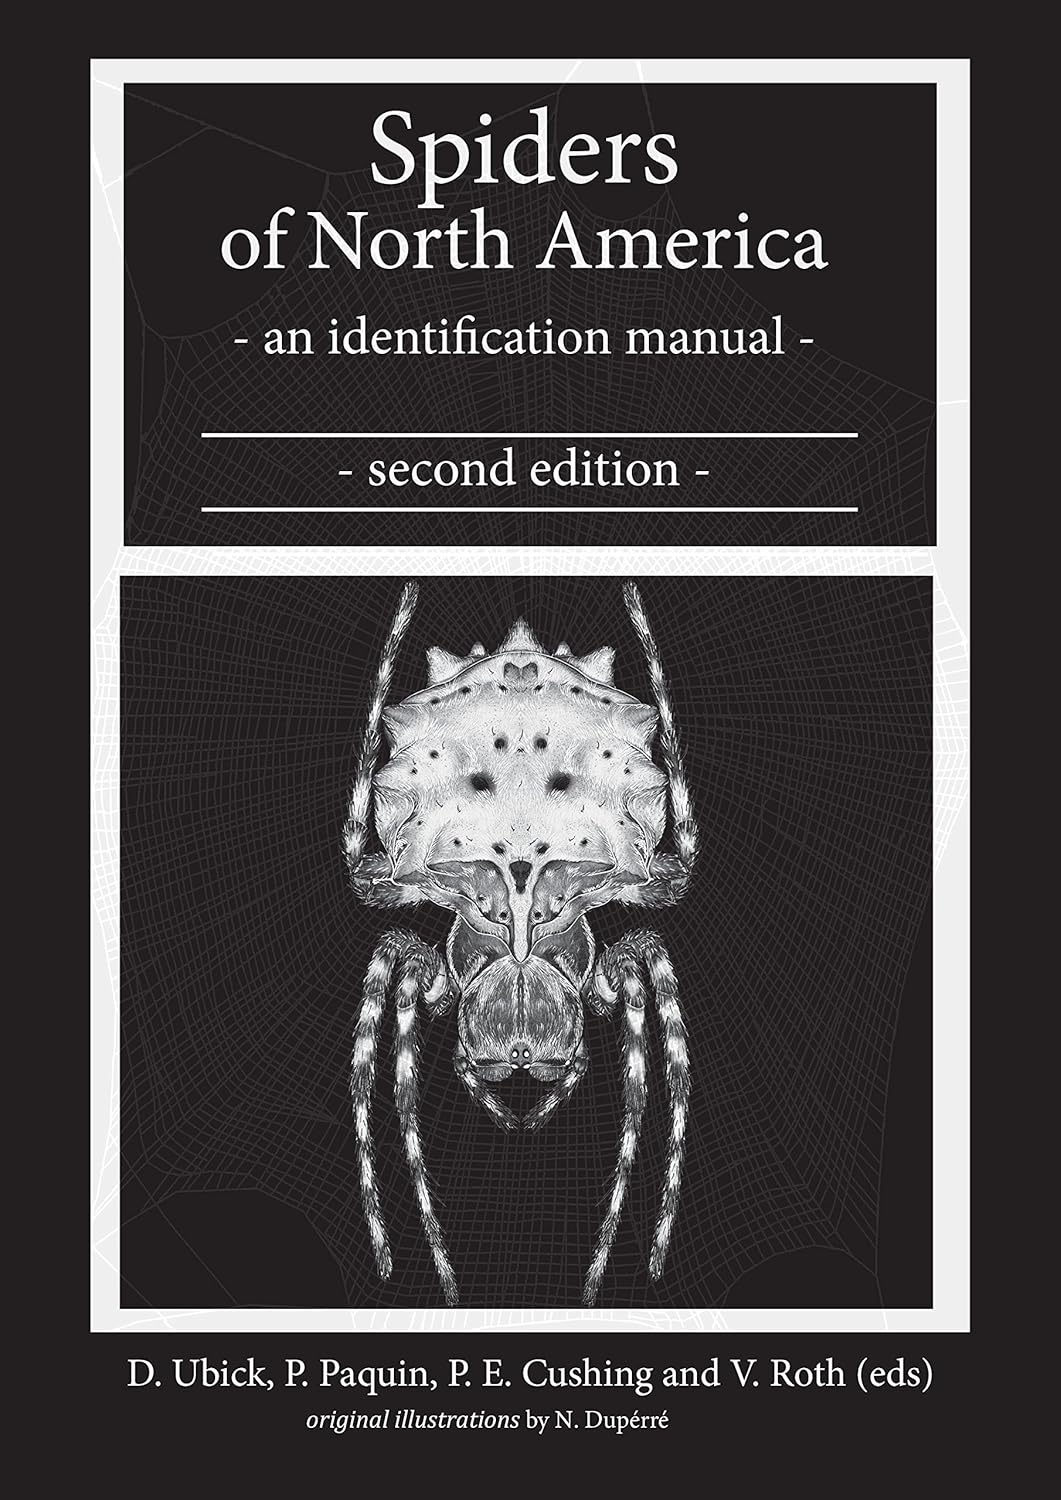 Spiders
of North America
- an identification manual -
- second edition -
D. Ubick, P. Paquin, P. E. Cushing and V. Roth (eds)
original illustrations by N. Dupérré